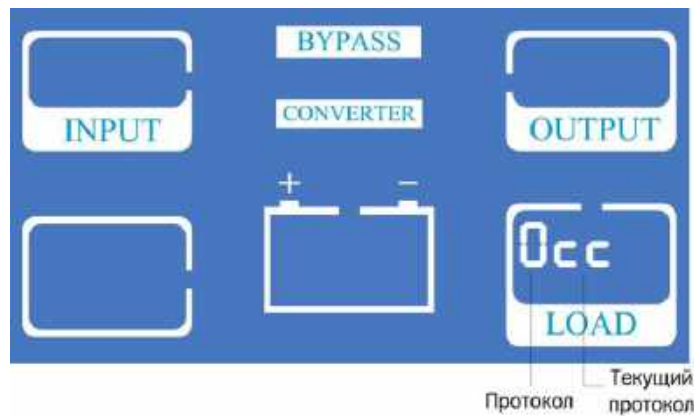 BYPASS
INPUT
CONVERTER
OUTPUT
+ −
0cc
LOAD
Текущий
Протокол протокол